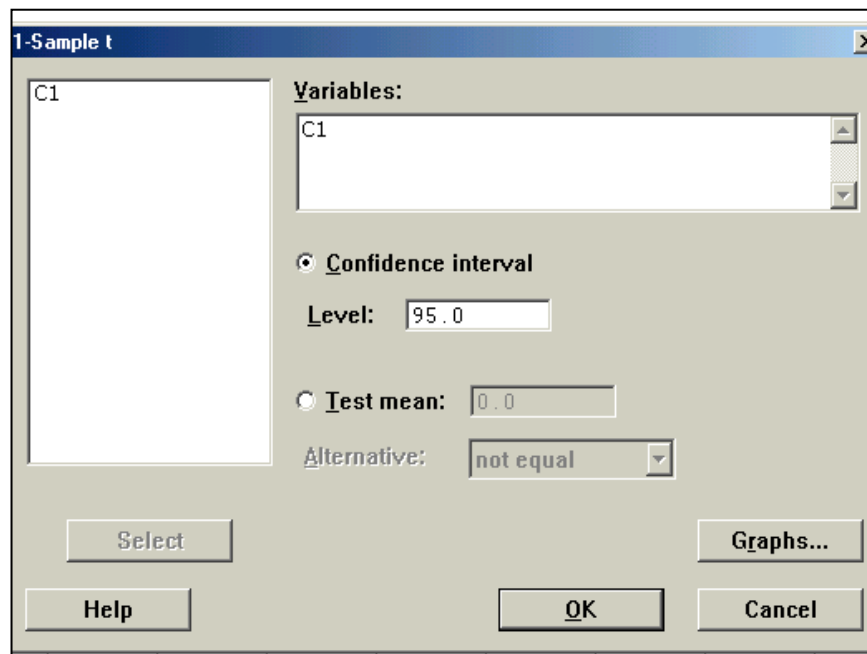 1-Sample t
C1
Variables:
C1
Confidence interval
Level: 95.0
Test mean: 0.0
Alternative: not equal
Select
Graphs...
Help
OK
Cancel